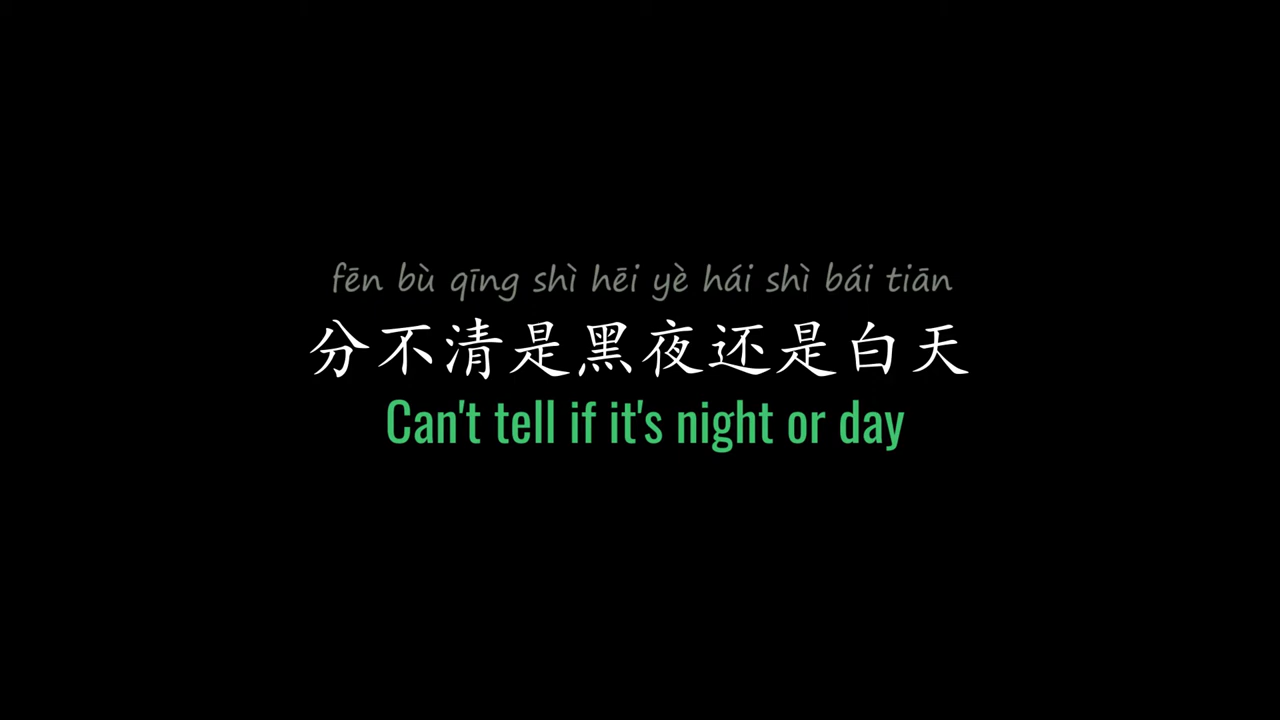 fēn bù qīng shì hēi yè hái shì bái tiān
分不清是黑夜还是白天
Can't tell if it's night or day